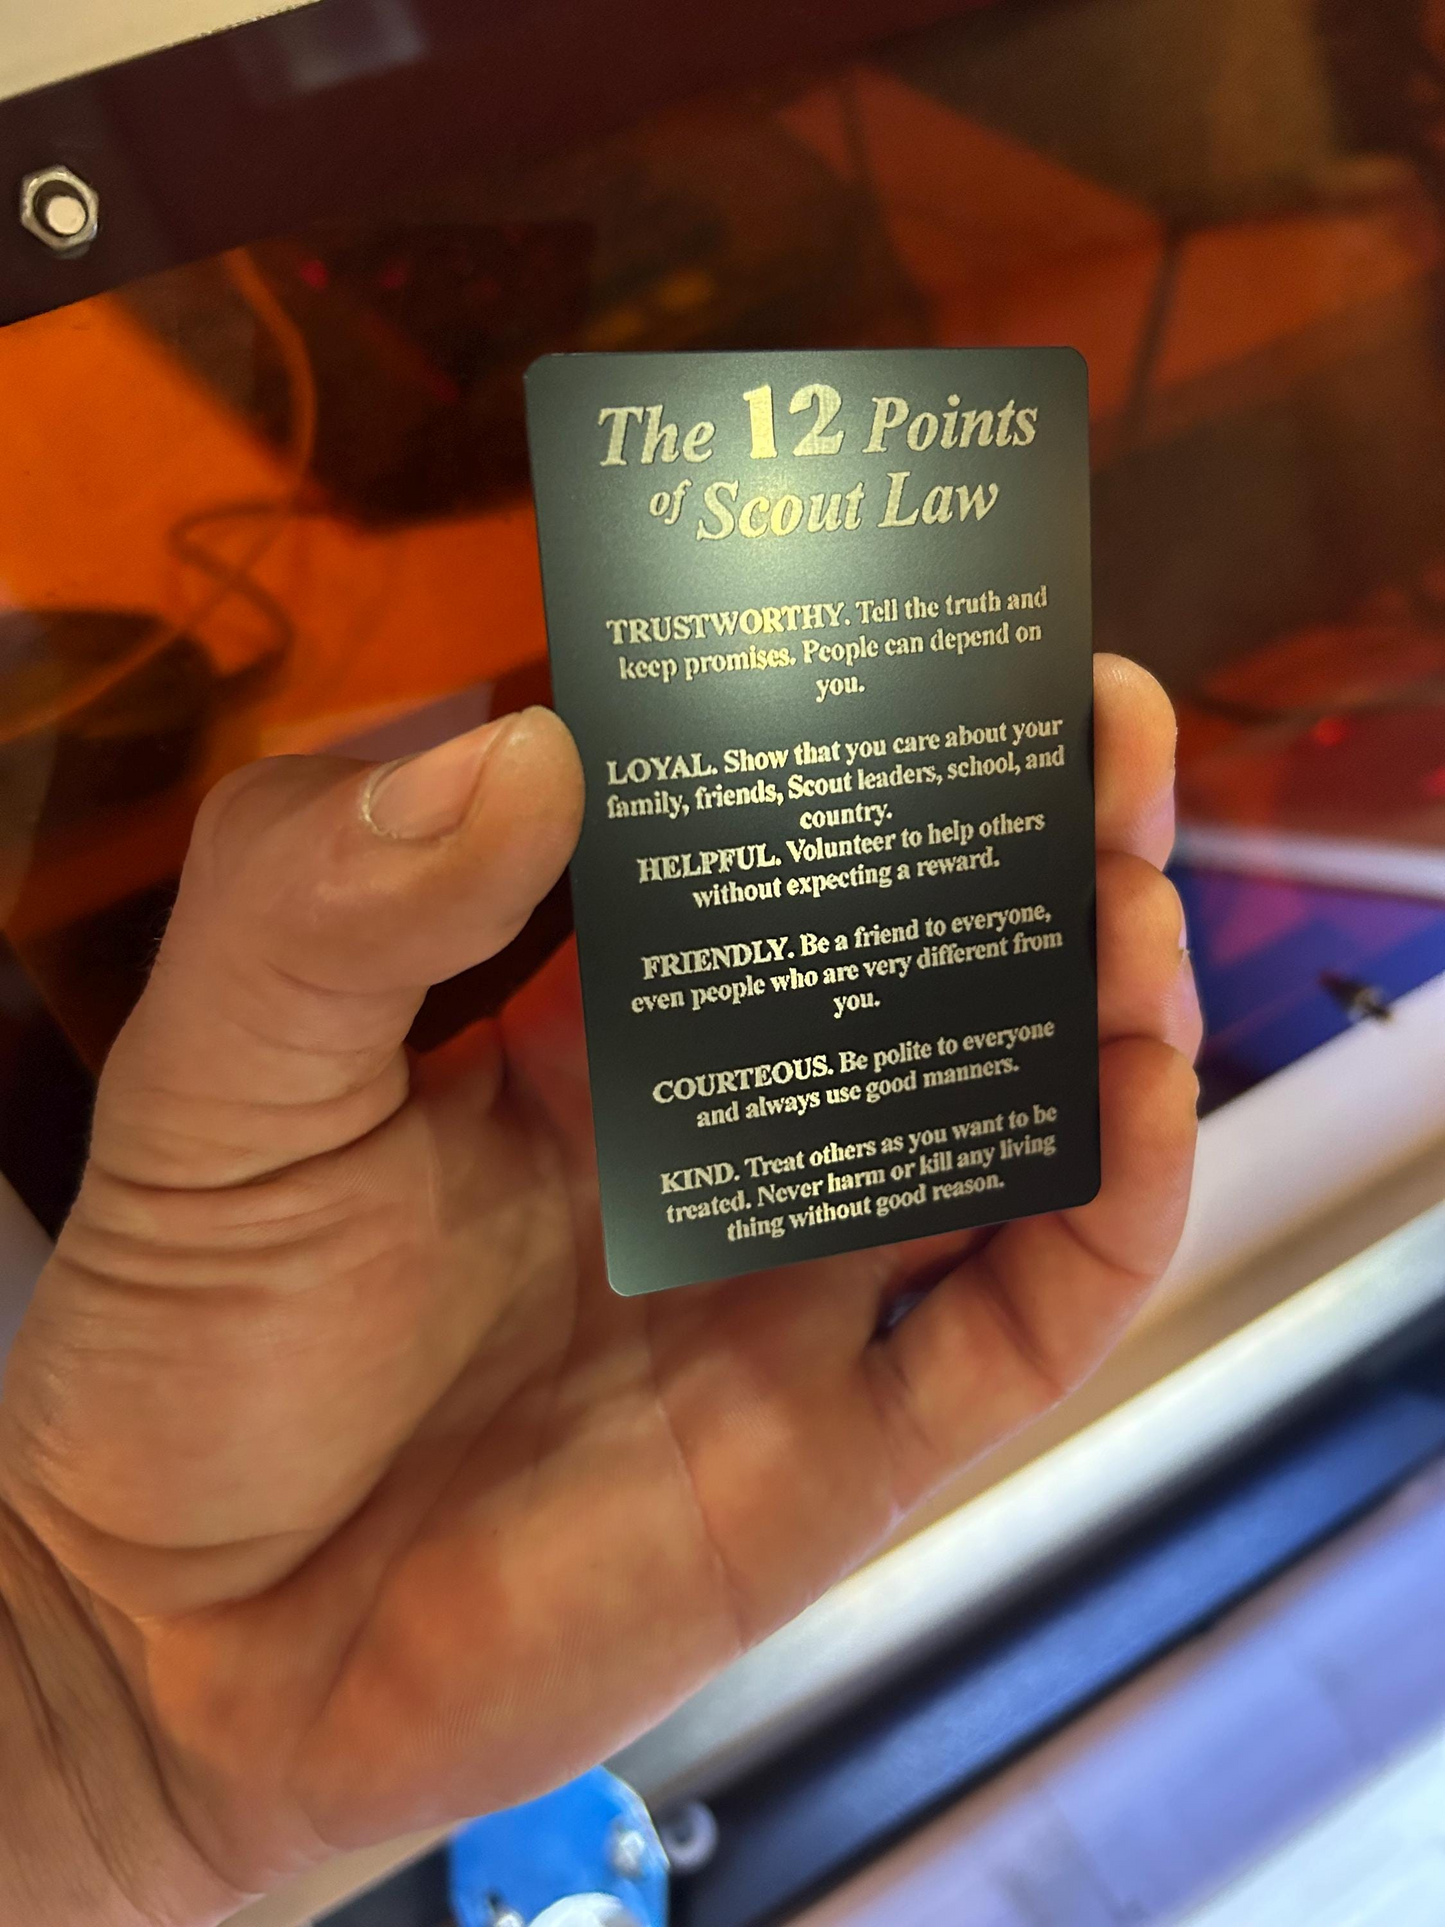 The 12 Points
of Scout Law
TRUSTWORTHY. Tell the truth and
keep promises. People can depend on
you.
LOYAL. Show that you care about your
family, friends, Scout leaders, school, and
country.
HELPFUL. Volunteer to help others
without expecting a reward.
FRIENDLY. Be a friend to everyone,
even people who are very different from
you.
COURTEOUS. Be polite to everyone
and always use good manners.
KIND. Treat others as you want to be
treated. Never harm or kill any living
thing without good reason.